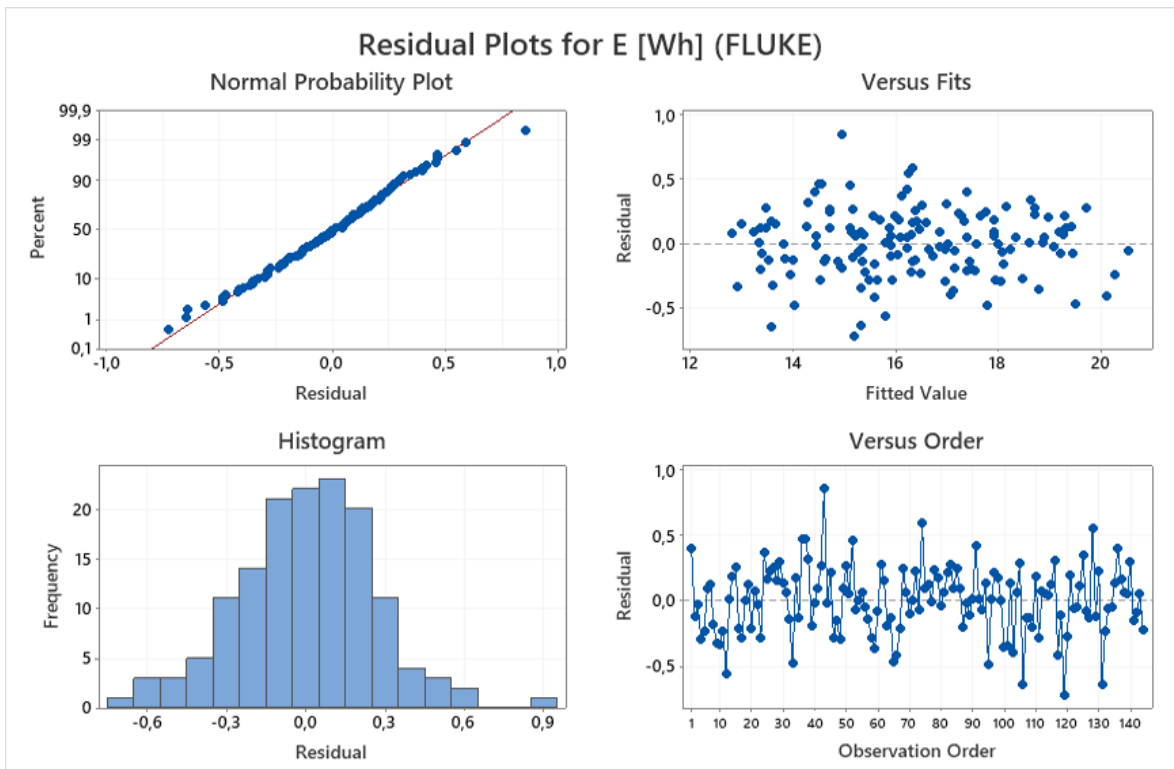 Residual Plots for E [Wh] (FLUKE)
Normal Probability Plot
99,9
99
90
50
10
1
0,1
Percent
-1,0 -0,5 0,0 0,5 1,0
Residual
Versus Fits
1,0
0,5
0,0
-0,5
Residual
12 14 16 18 20
Fitted Value
Histogram
20
15
10
5
0
Frequency
-0,6 -0,3 0,0 0,3 0,6 0,9
Residual
Versus Order
1,0
0,5
0,0
-0,5
Residual
1 10 20 30 40 50 60 70 80 90 100 110 120 130 140
Observation Order